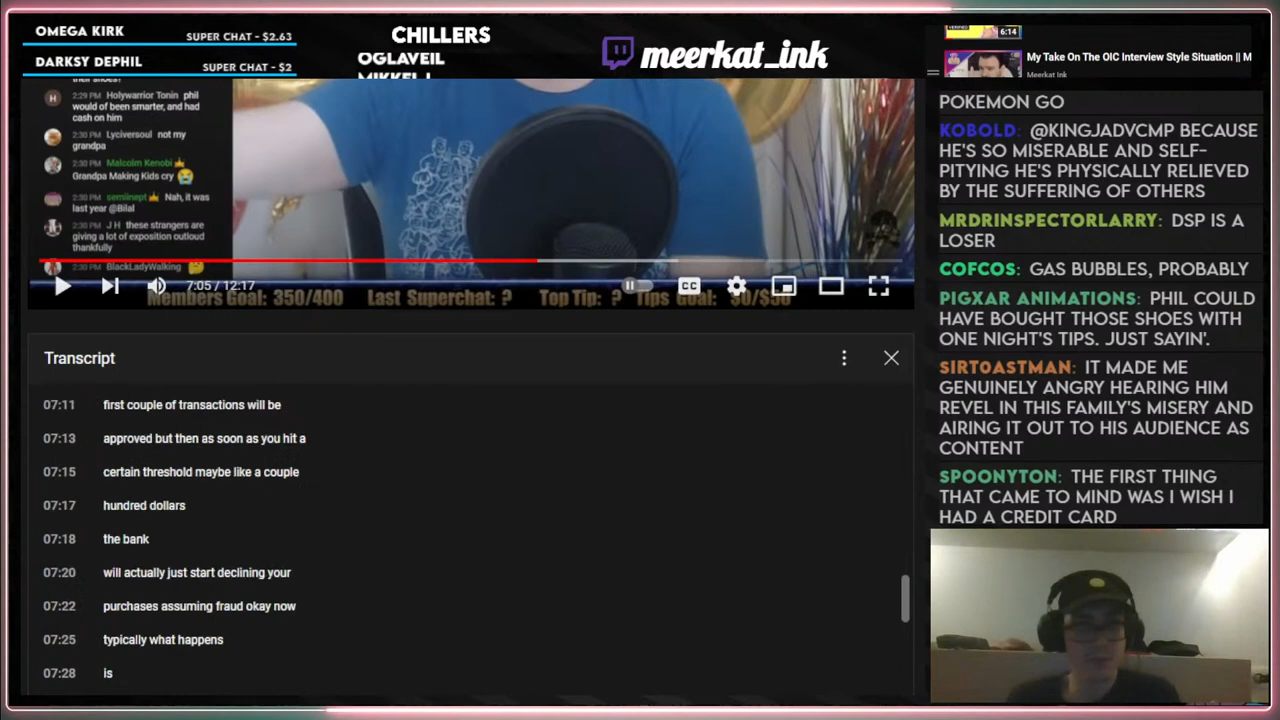 OMEGA KIRK
SUPER CHAT - $2.63
DARKSY DEPHIL
SUPER CHAT - $2
CHILLERS
OGLAVEIL
MIKKELL
meerkat_ink
6:14
My Take On The OIC Interview Style Situation || M
Meerkat Ink
their shoes?
2:29 PM Holywarrior Tonin phil
would of been smarter, and had
cash on him
2:30 PM Lyciversoul not my
grandpa
2:30 PM Malcolm Kenobi
Grandpa Making Kids cry
2:30 PM semiinept Nah, it was
last year @Bilal
2:30 PM J H these strangers are
giving a lot of exposition outloud
thankfully
2:30 PM BlackLadyWalking
7:05 / 12:17
CC
Members Goal: 350/400 Last Superchat: ? Top Tip: ? Tips Goal: $0/$50
Transcript
07:11 first couple of transactions will be
07:13 approved but then as soon as you hit a
07:15 certain threshold maybe like a couple
07:17 hundred dollars
07:18 the bank
07:20 will actually just start declining your
07:22 purchases assuming fraud okay now
07:25 typically what happens
07:28 is
POKEMON GO
KOBOLD: @KINGJADVCMP BECAUSE
HE'S SO MISERABLE AND SELF-
PITYING HE'S PHYSICALLY RELIEVED
BY THE SUFFERING OF OTHERS
MRDRINSPECTORLARRY: DSP IS A
LOSER
COFCOS: GAS BUBBLES, PROBABLY
PIGXAR ANIMATIONS: PHIL COULD
HAVE BOUGHT THOSE SHOES WITH
ONE NIGHT'S TIPS. JUST SAYIN'.
SIRTOASTMAN: IT MADE ME
GENUINELY ANGRY HEARING HIM
REVEL IN THIS FAMILY'S MISERY AND
AIRING IT OUT TO HIS AUDIENCE AS
CONTENT
SPOONYTON: THE FIRST THING
THAT CAME TO MIND WAS I WISH I
HAD A CREDIT CARD